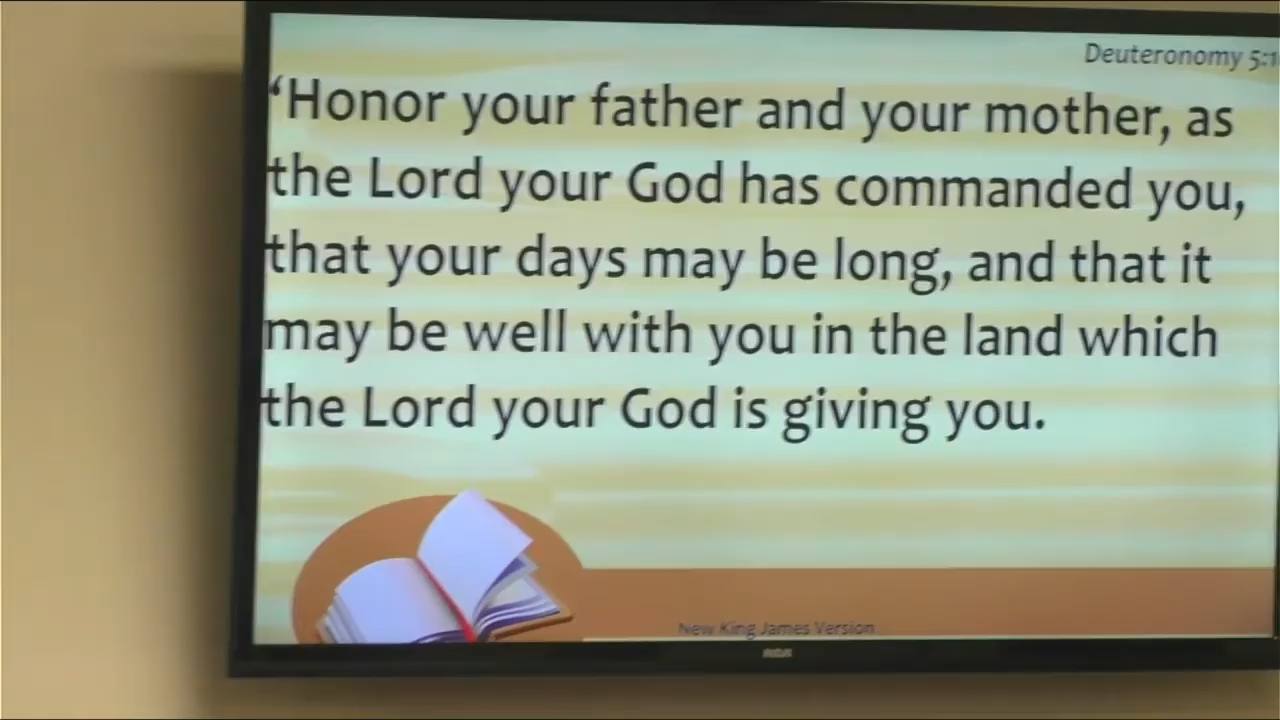 Deuteronomy 5:1
‘Honor your father and your mother, as
the Lord your God has commanded you,
that your days may be long, and that it
may be well with you in the land which
the Lord your God is giving you.
New King James Version
RCA